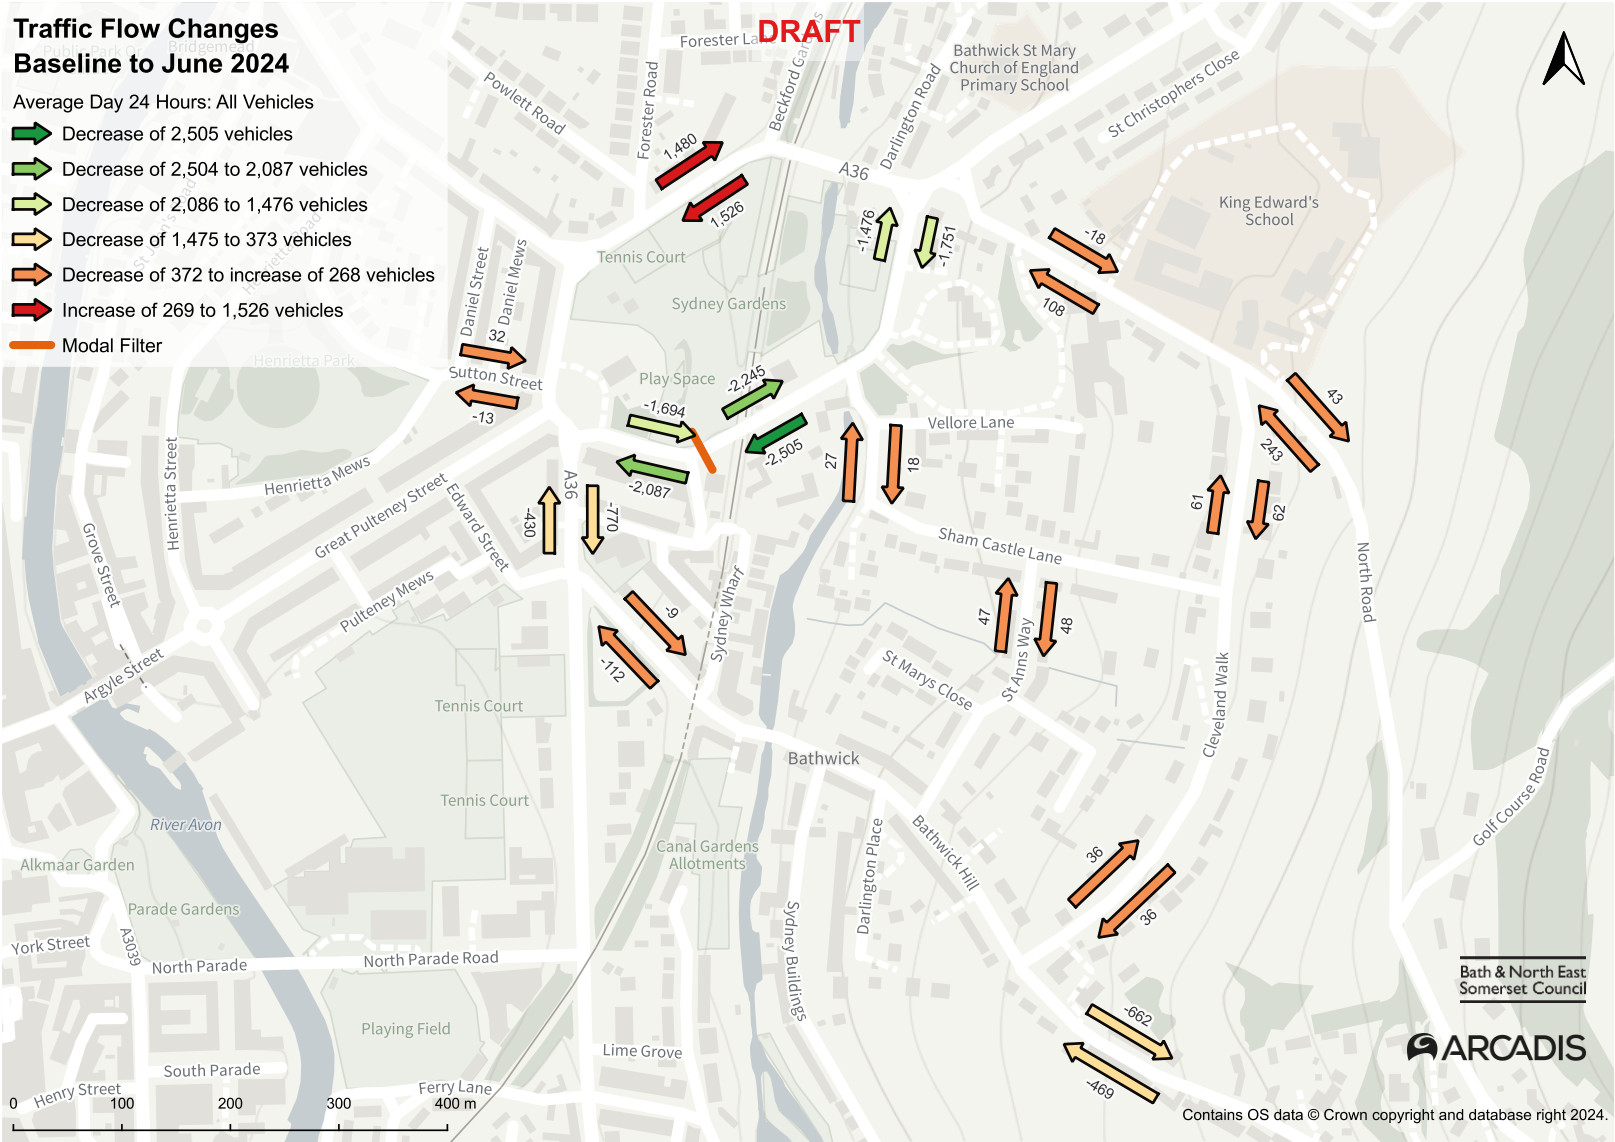 Traffic Flow Changes
Baseline to June 2024
Average Day 24 Hours: All Vehicles
Decrease of 2,505 vehicles
Decrease of 2,504 to 2,087 vehicles
Decrease of 2,086 to 1,476 vehicles
Decrease of 1,475 to 373 vehicles
Decrease of 372 to increase of 268 vehicles
Increase of 269 to 1,526 vehicles
Modal Filter
DRAFT
Bridgemead
Forester Lane
Powlett Road
Forester Road
Beckford Gardens
Darlington Road
Bathwick St Mary
Church of England
Primary School
St Christophers Close
King Edward's
School
A36
1,480
1,526
-1,476
-1,751
-18
108
Tennis Court
Sydney Gardens
Daniel Street
Daniel Mews
Henrietta Road
St John's Road
Henrietta Park
32
Sutton Street
-13
Play Space
-2,245
-1,694
-2,505
-2,087
Vellore Lane
27
18
43
243
61
62
Henrietta Street
Henrietta Mews
Great Pulteney Street
Edward Street
A36
-430
-770
Grove Street
Pulteney Mews
Sham Castle Lane
North Road
Sydney Wharf
-9
-112
47
48
St Anns Way
St Marys Close
Cleveland Walk
Argyle Street
Tennis Court
Bathwick
Golf Course Road
River Avon
Tennis Court
Alkmaar Garden
Canal Gardens
Allotments
Darlington Place
Bathwick Hill
36
36
Parade Gardens
Sydney Buildings
York Street
A3039
North Parade
North Parade Road
Playing Field
-662
-469
Lime Grove
South Parade
Ferry Lane
Henry Street
0 100 200 300 400 m
Bath & North East
Somerset Council
ARCADIS
Contains OS data © Crown copyright and database right 2024.